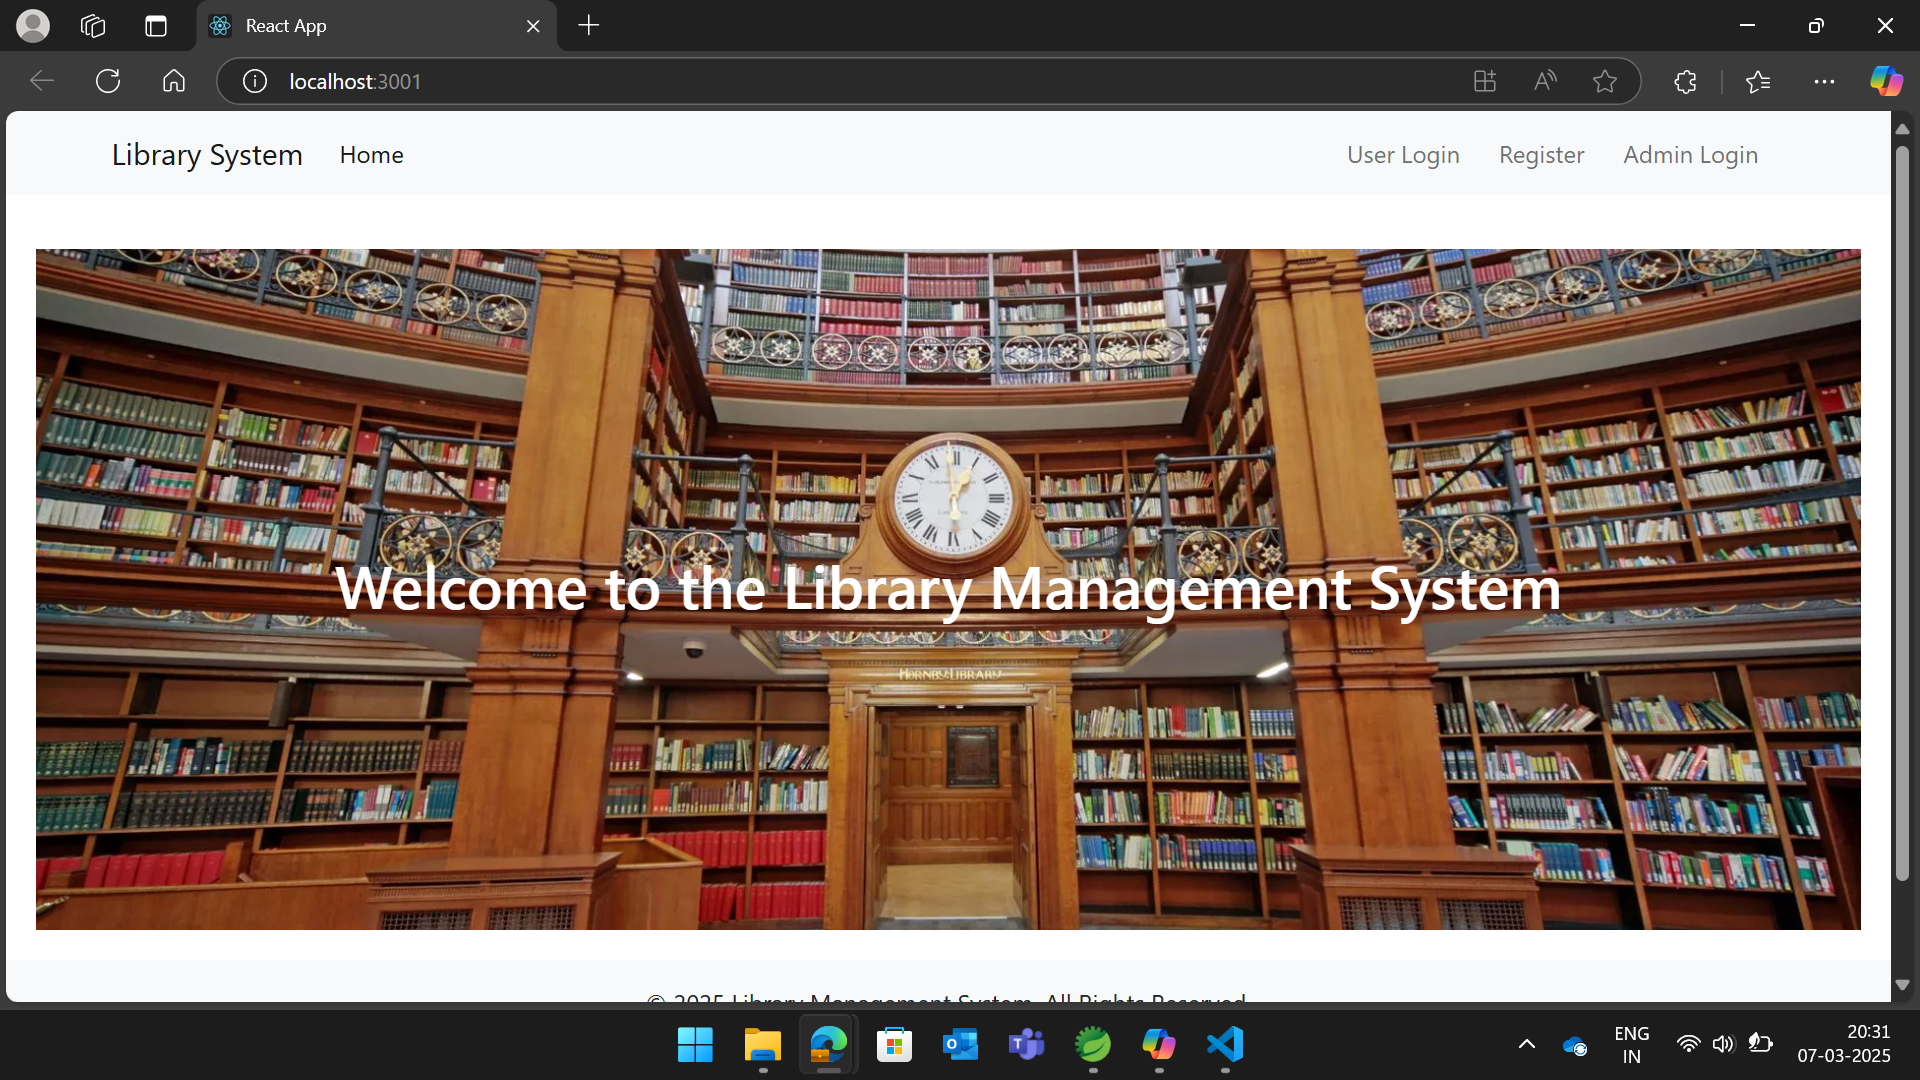 React App
localhost:3001
Library System Home User Login Register Admin Login
Welcome to the Library Management System
HORNBY LIBRARY
© 2025 Library Management System. All Rights Reserved.
ENG
IN
20:31
07-03-2025